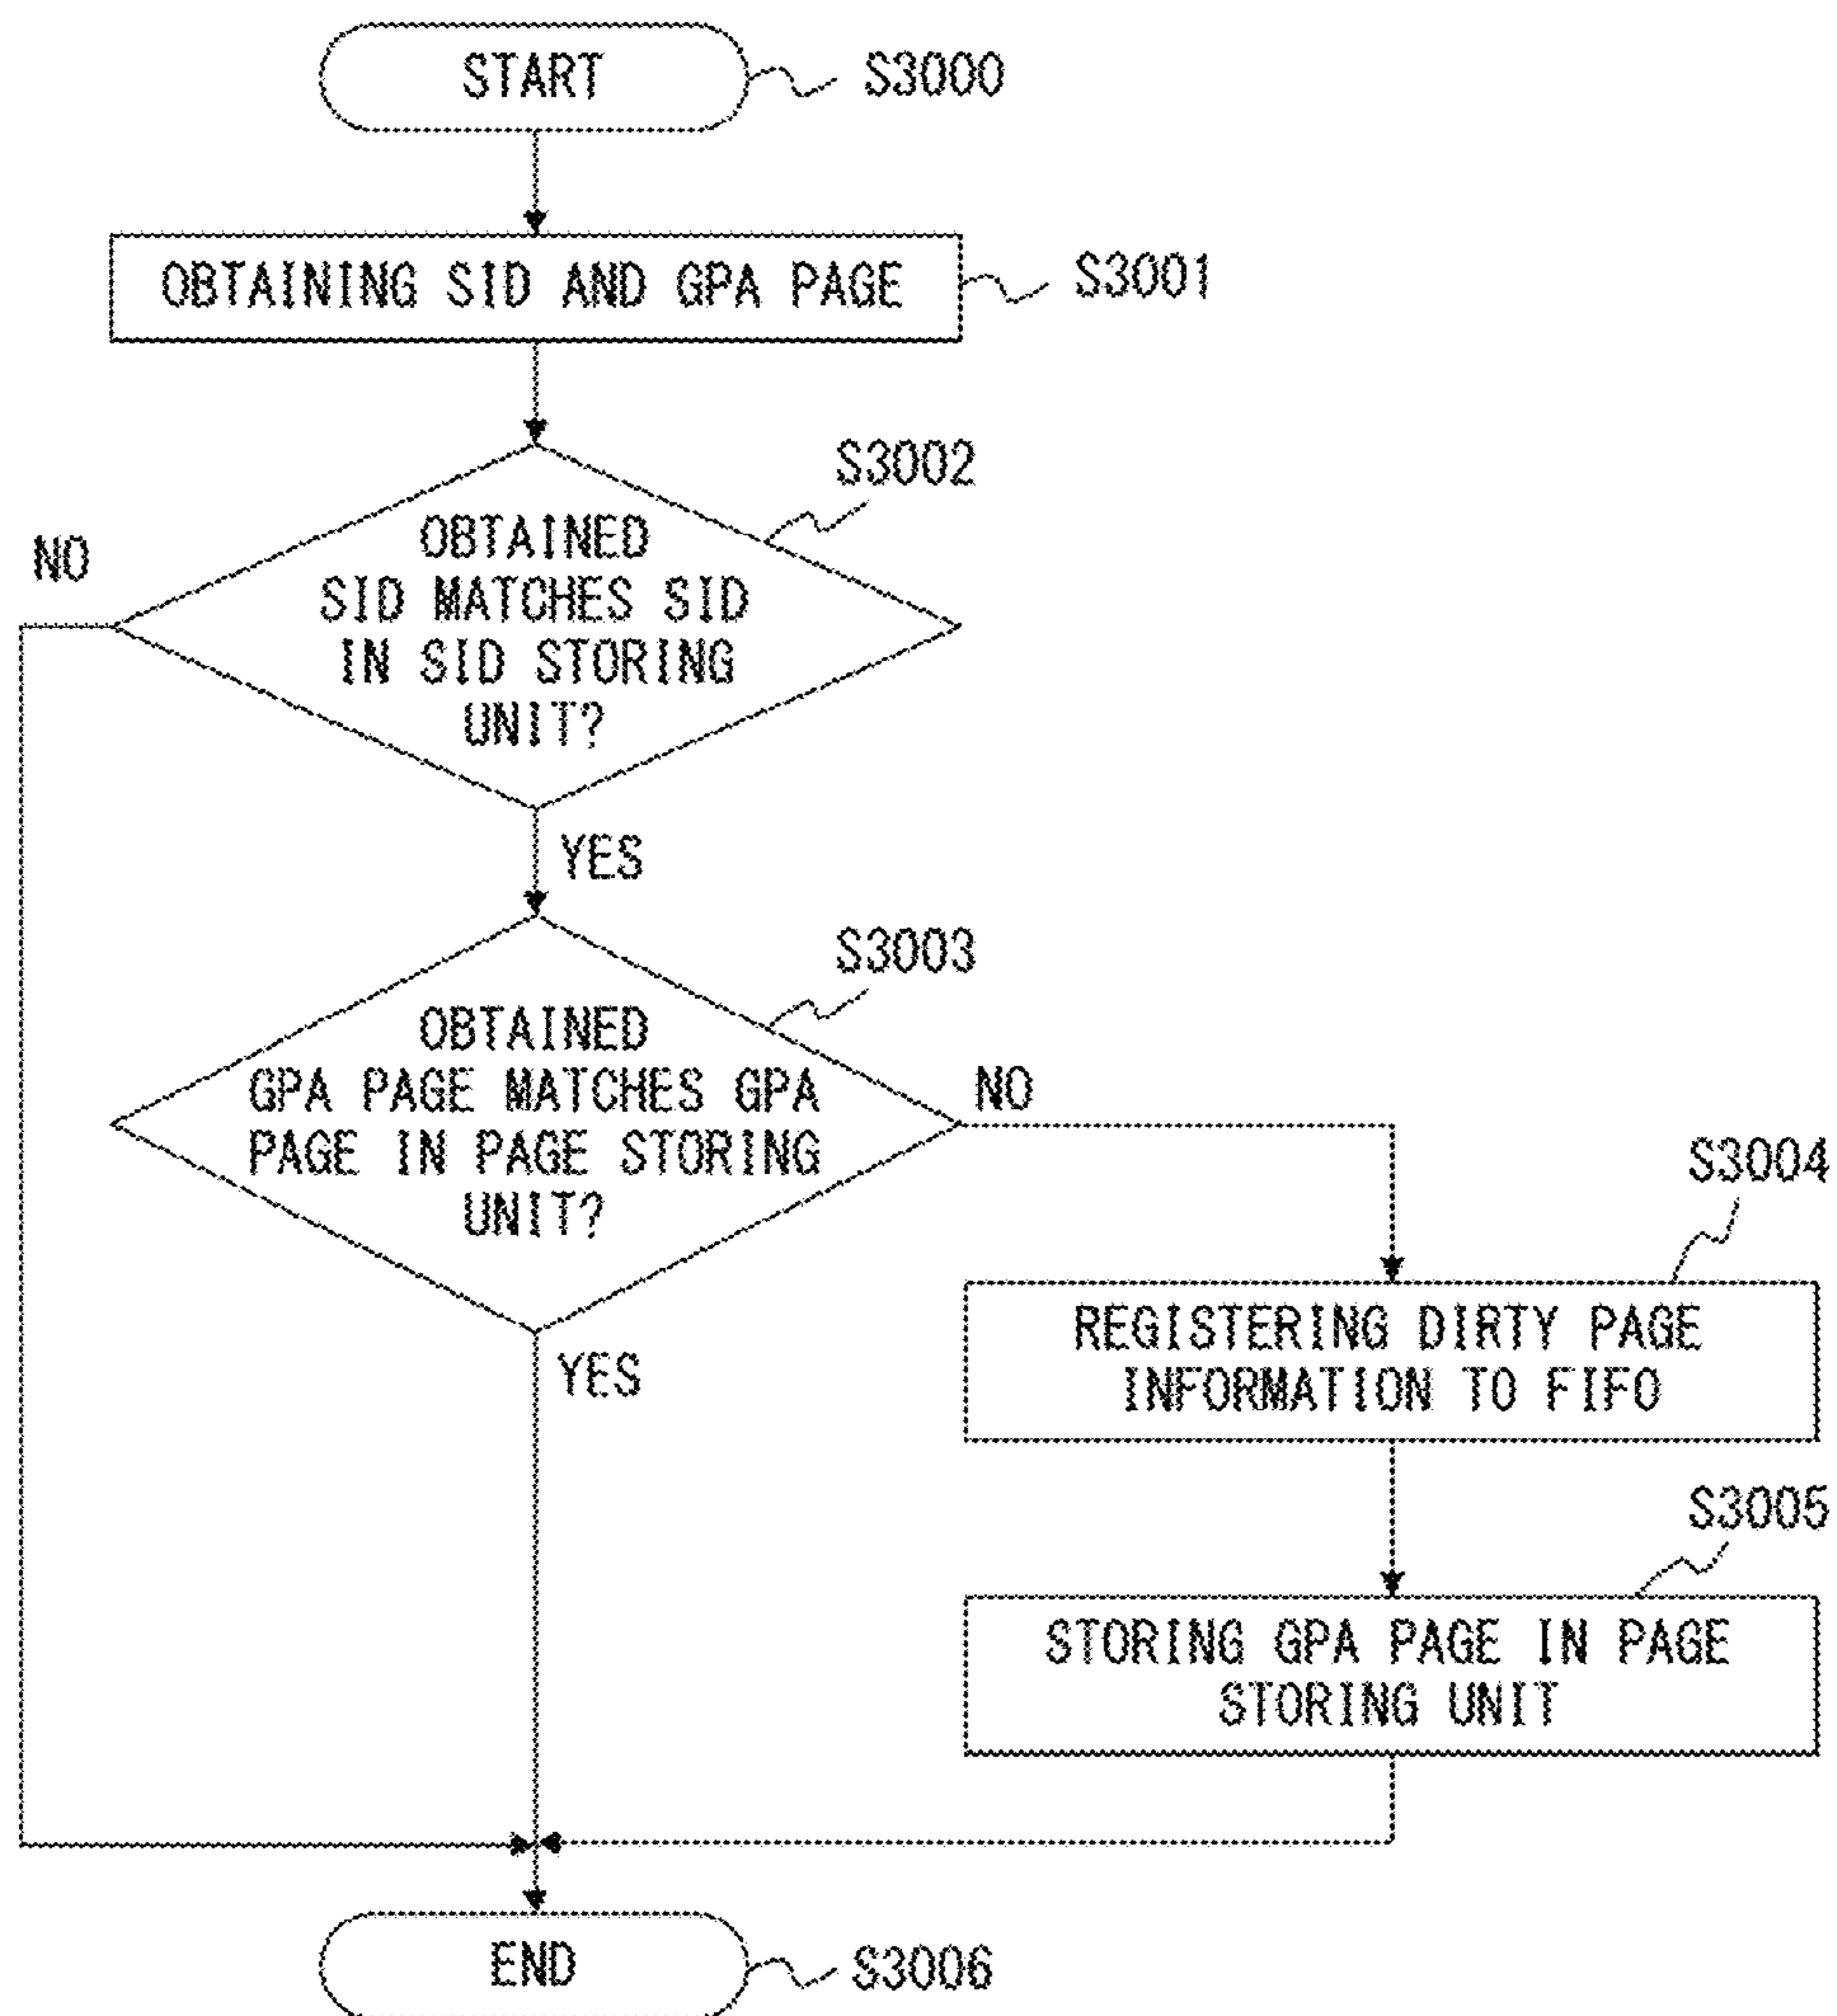 START
S3000
OBTAINING SID AND GPA PAGE
S3001
S3002
NO
OBTAINED
SID MATCHES SID
IN SID STORING
UNIT?
YES
S3003
OBTAINED
GPA PAGE MATCHES GPA
PAGE IN PAGE STORING
UNIT?
NO
YES
S3004
REGISTERING DIRTY PAGE
INFORMATION TO FIFO
S3005
STORING GPA PAGE IN PAGE
STORING UNIT
END
S3006